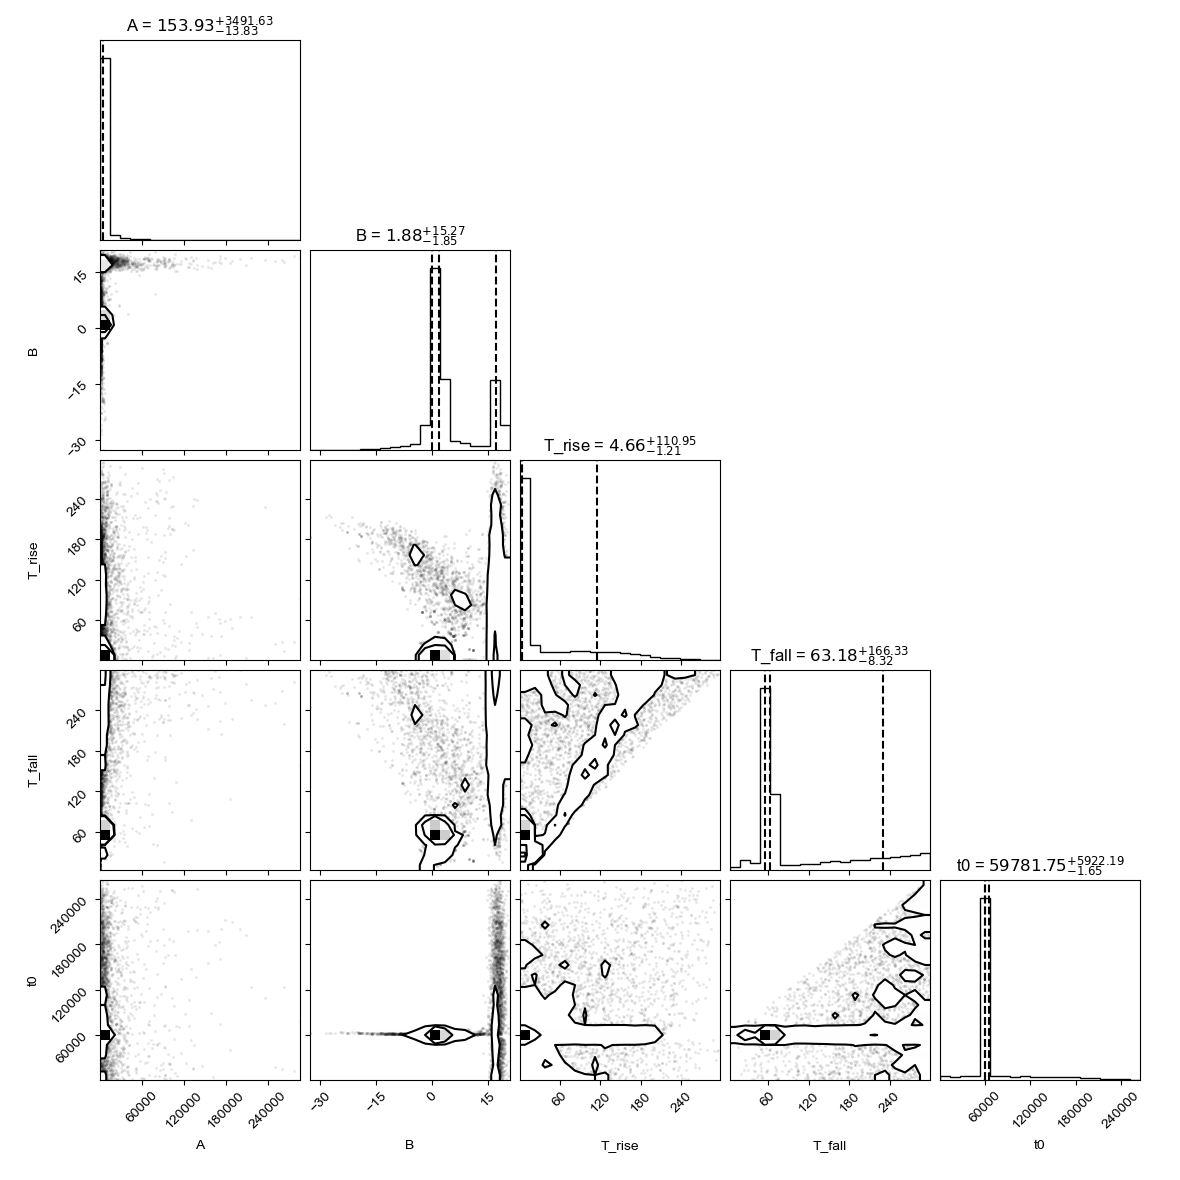 A = 153.93+3491.63−13.83
B = 1.88+15.27−1.85
15
0
−15
−30
B
T_rise = 4.66+110.95−1.21
240
180
120
60
T_rise
T_fall = 63.18+166.33−8.32
240
180
120
60
T_fall
t0 = 59781.75+5922.19−1.65
240000
180000
120000
60000
t0
60000 120000 180000 240000 −30 −15 0 15 60 120 180 240 60 120 180 240 60000 120000 180000 240000
A B T_rise T_fall t0